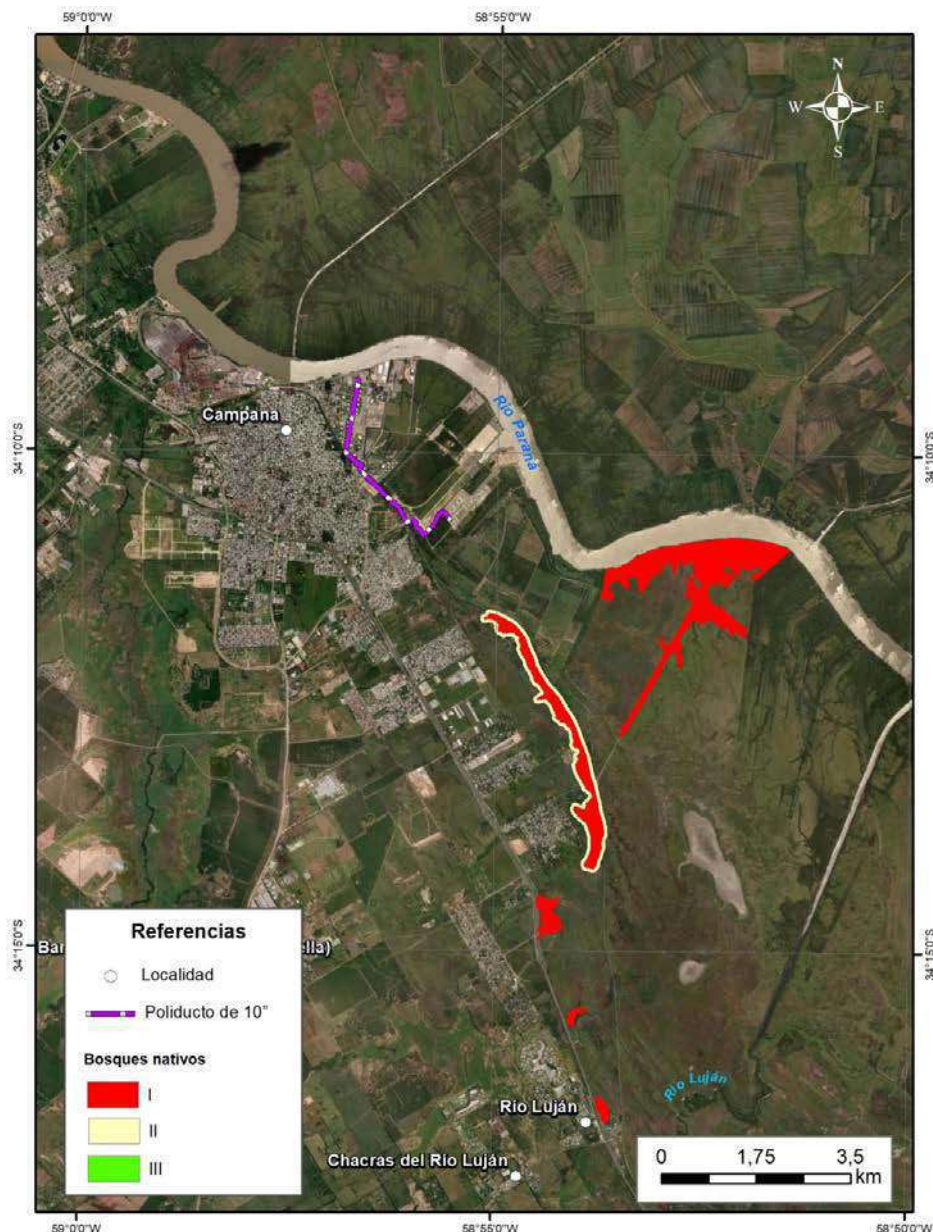 59°0'0"W
58°55'0"W
N
W
E
S
Campana
Río Paraná
34°10'0"S
34°10'0"S
34°15'0"S
34°15'0"S
Referencias
Localidad
Poliducto de 10"
Bosques nativos
I
II
III
Río Luján
Río Luján
Chacras del Río Luján
0
1,75
3,5
km
59°0'0"W
58°55'0"W
58°50'0"W